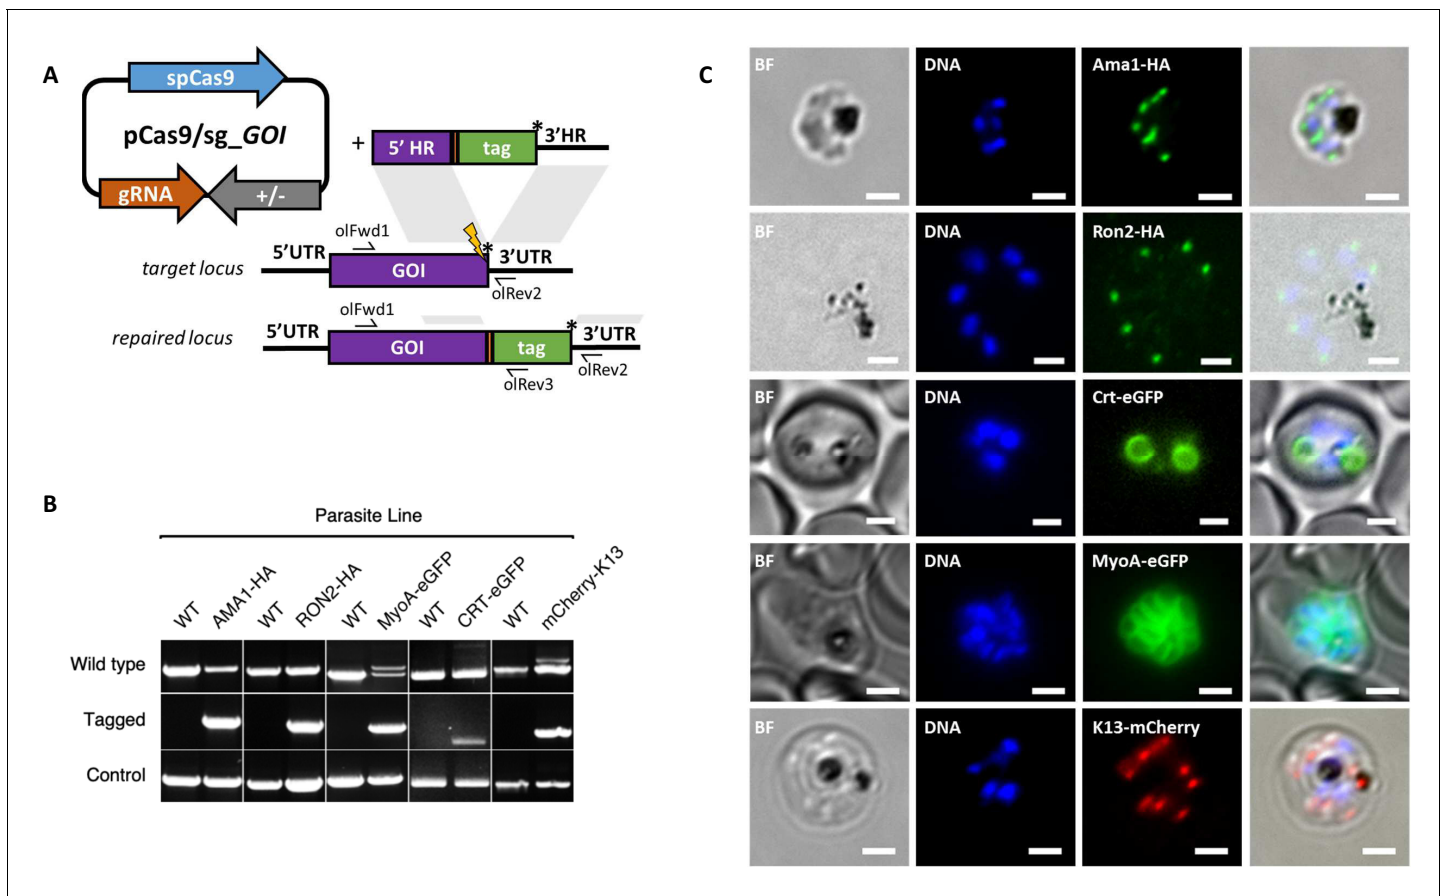 A
spCas9
pCas9/sg_GOI
gRNA
+/-
+
5' HR
tag
*
3'HR
target locus
5'UTR
olFwd1
GOI
*
3'UTR
olRev2
repaired locus
5'UTR
olFwd1
GOI
tag
*
3'UTR
olRev3
olRev2
B
Parasite Line
WT
AMA1-HA
WT
RON2-HA
WT
MyoA-eGFP
WT
CRT-eGFP
WT
mCherry-K13
Wild type
Tagged
Control
C
BF
DNA
Ama1-HA
BF
DNA
Ron2-HA
BF
DNA
Crt-eGFP
BF
DNA
MyoA-eGFP
BF
DNA
K13-mCherry